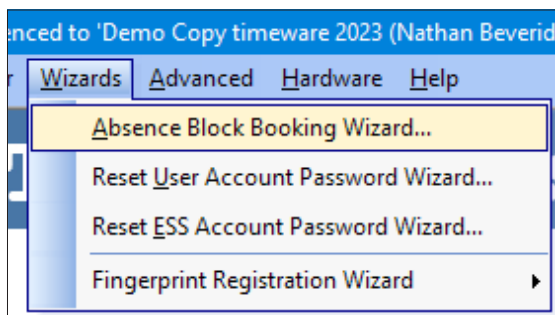 enced to 'Demo Copy timeware 2023 (Nathan Beverid
r Wizards Advanced Hardware Help
Absence Block Booking Wizard...
Reset User Account Password Wizard...
Reset ESS Account Password Wizard...
Fingerprint Registration Wizard